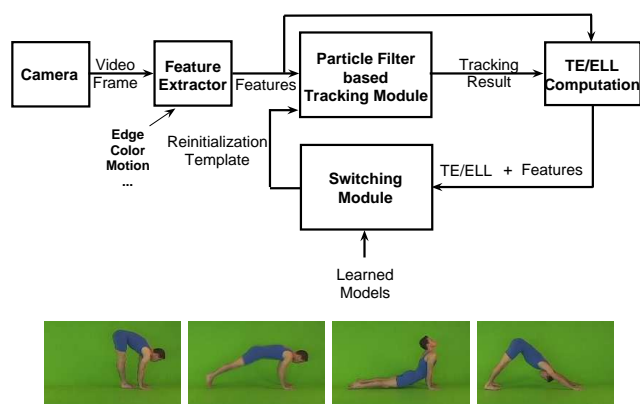 Camera
Video
Frame
Feature
Extractor
Features
Edge
Color
Motion
...
Particle Filter
based
Tracking Module
Tracking
Result
TE/ELL
Computation
Reinitialization
Template
Switching
Module
TE/ELL + Features
Learned
Models